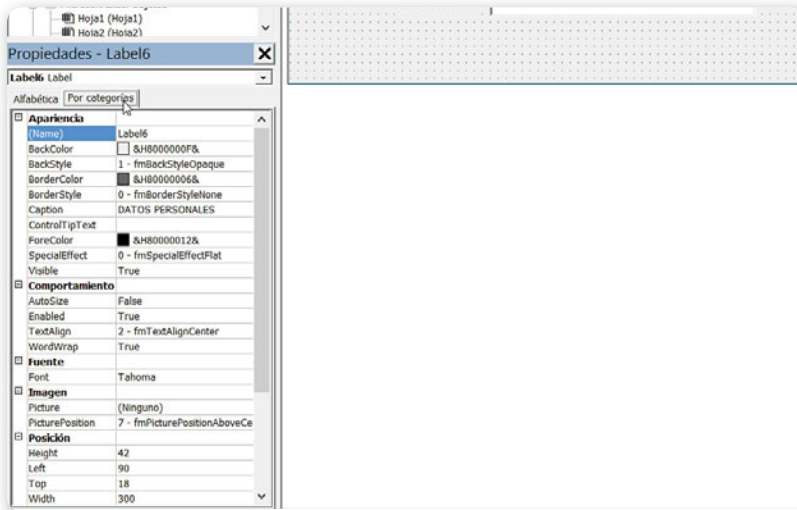 Hoja1 (Hoja1)
Hoja2 (Hoja2)
Propiedades - Label6
Label6 Label
Alfabética Por categorías
Apariencia
(Name) Label6
BackColor &H8000000F&
BackStyle 1 - fmBackStyleOpaque
BorderColor &H80000006&
BorderStyle 0 - fmBorderStyleNone
Caption DATOS PERSONALES
ControlTipText
ForeColor &H80000012&
SpecialEffect 0 - fmSpecialEffectFlat
Visible True
Comportamiento
AutoSize False
Enabled True
TextAlign 2 - fmTextAlignCenter
WordWrap True
Fuente
Font Tahoma
Imagen
Picture (Ninguno)
PicturePosition 7 - fmPicturePositionAboveCe
Posición
Height 42
Left 90
Top 18
Width 300